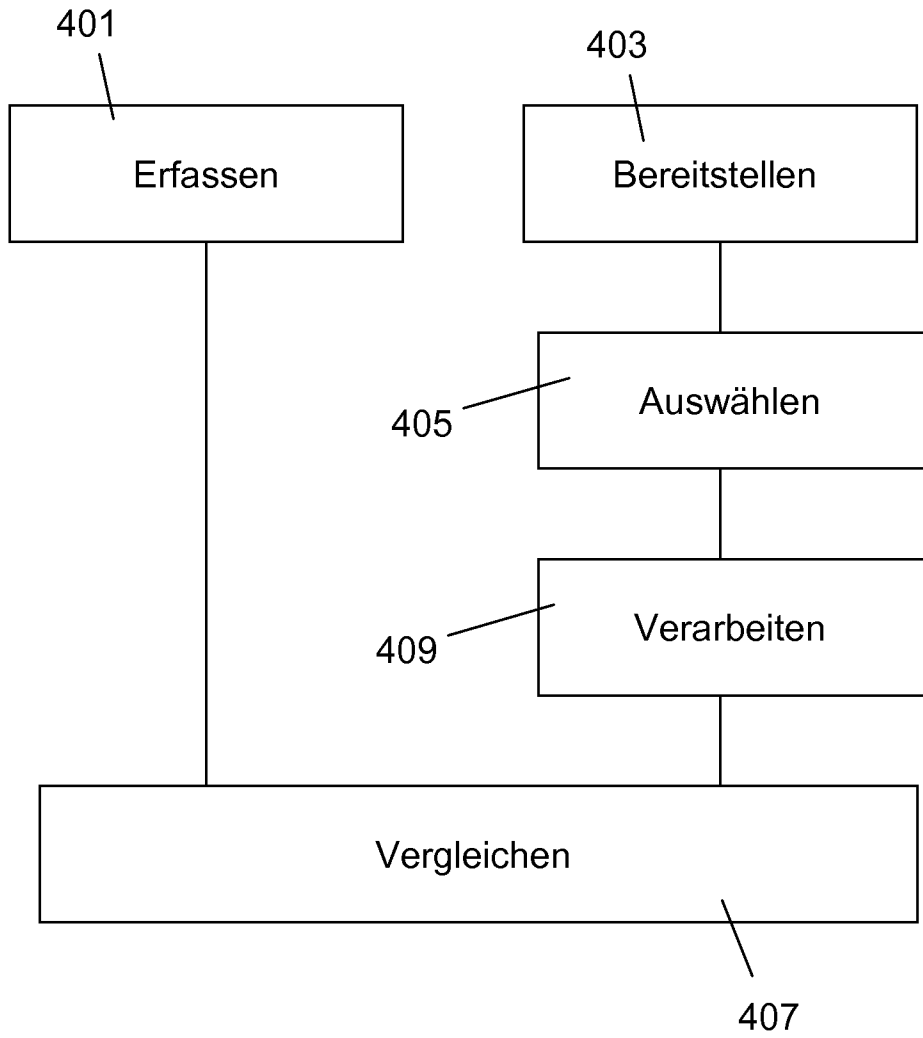 401
403
Erfassen
Bereitstellen
405
Auswählen
409
Verarbeiten
Vergleichen
407